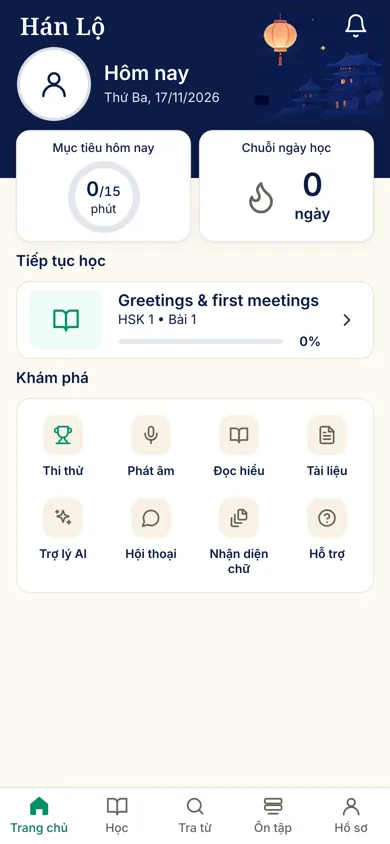 Hán Lộ
Hôm nay
Thứ Ba, 17/11/2026
Mục tiêu hôm nay
0/15
phút
Chuỗi ngày học
0
ngày
Tiếp tục học
Greetings & first meetings
HSK 1 • Bài 1
0%
Khám phá
Thi thử
Phát âm
Đọc hiểu
Tài liệu
Trợ lý AI
Hội thoại
Nhận diện
chữ
Hỗ trợ
Trang chủ
Học
Tra từ
Ôn tập
Hồ sơ